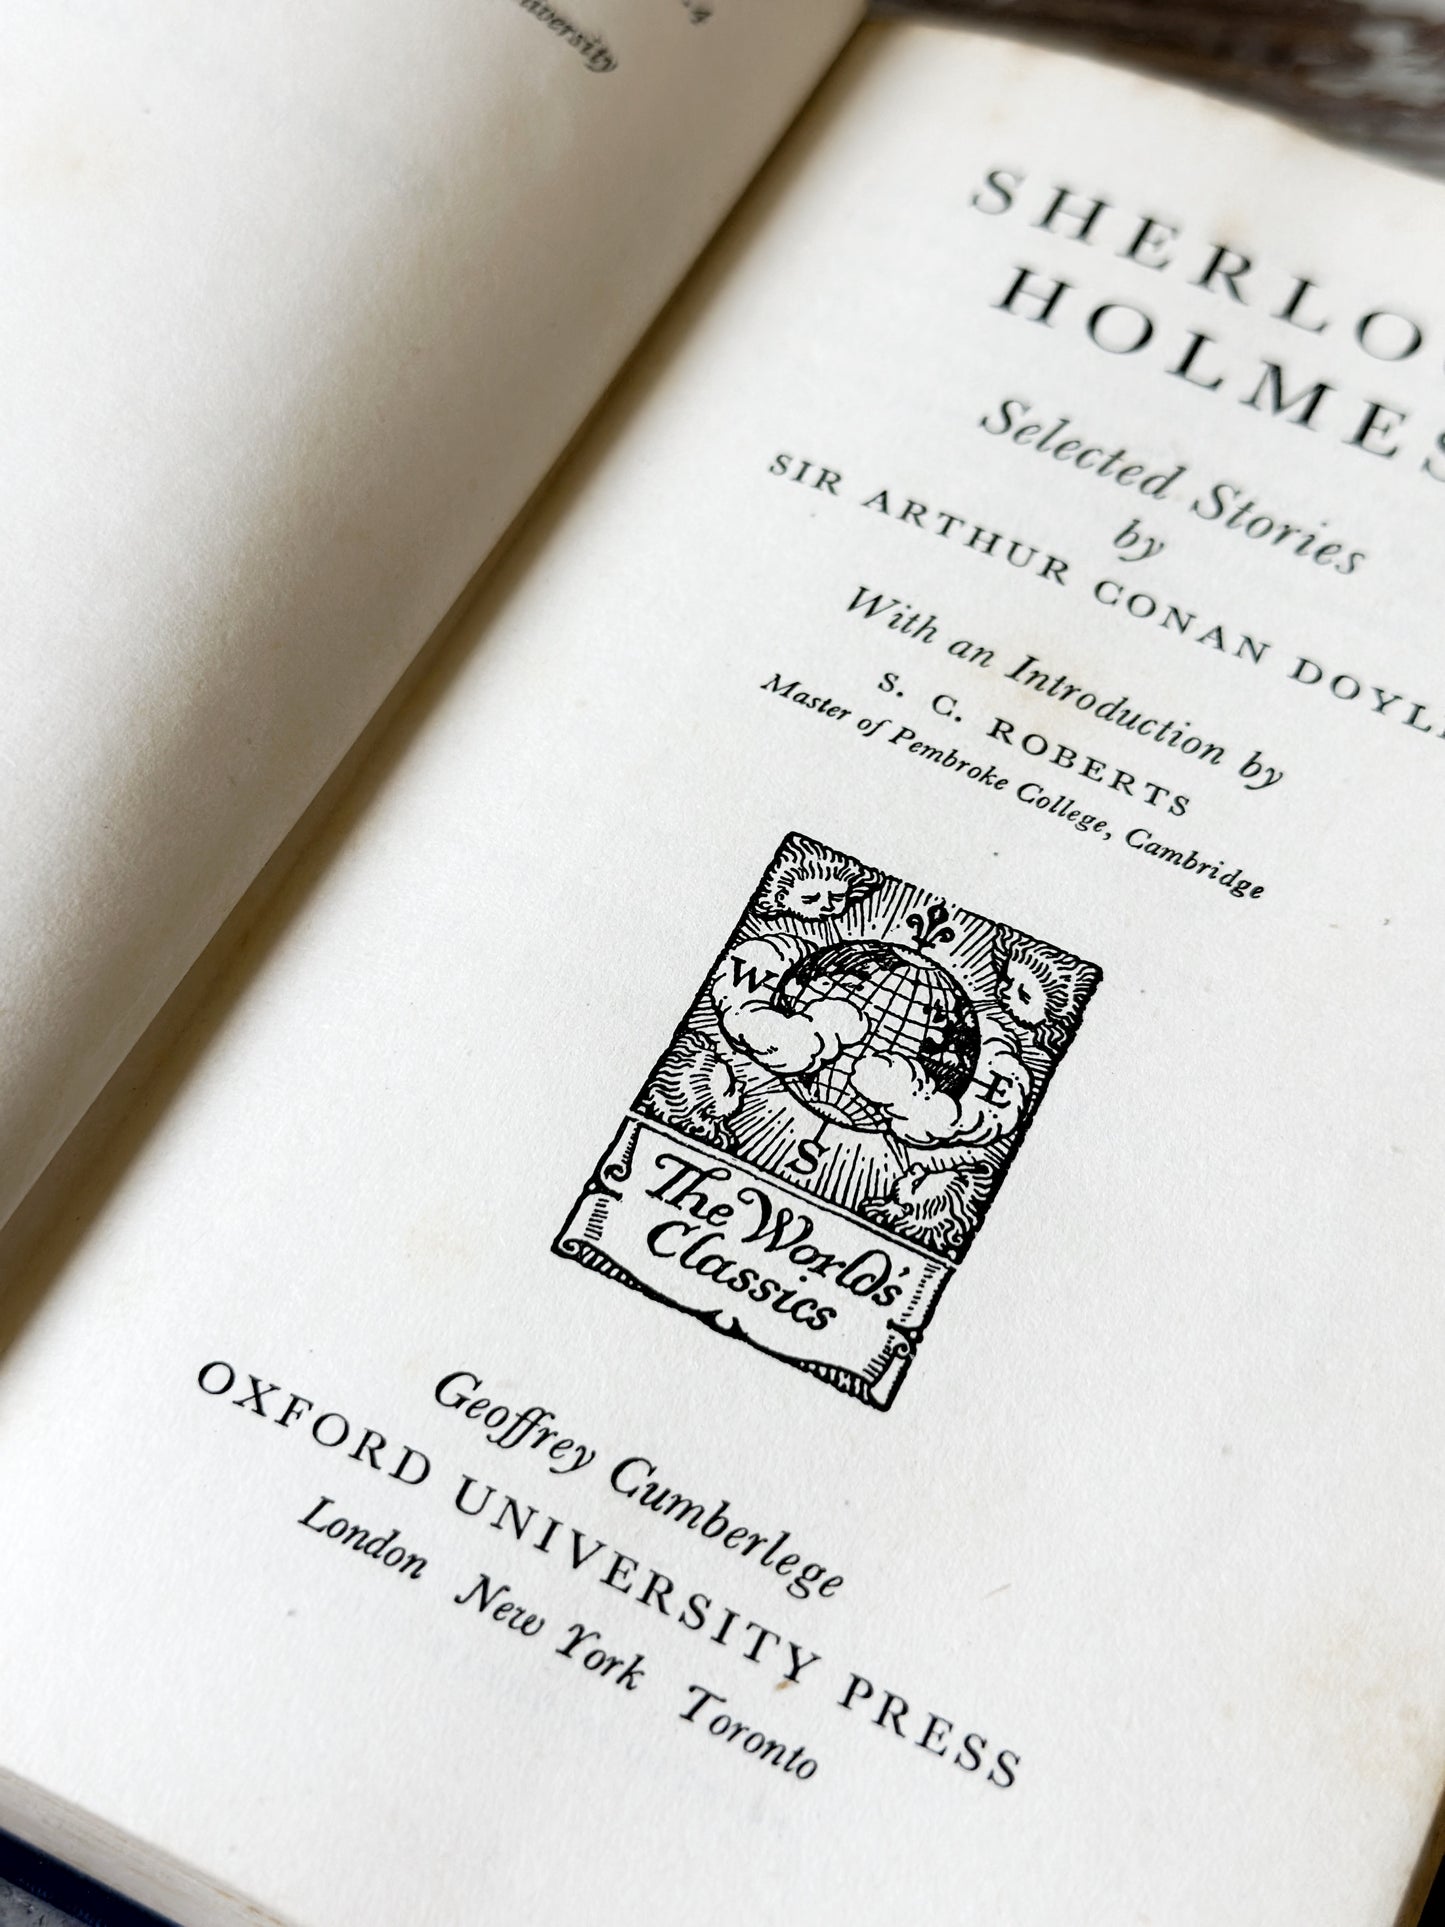 SHERLO
HOLMES
Selected Stories
by
SIR ARTHUR CONAN DOYLE
With an Introduction by
S. C. ROBERTS
Master of Pembroke College, Cambridge
W
E
S
The World's
Classics
Geoffrey Cumberlege
OXFORD UNIVERSITY PRESS
London New York Toronto